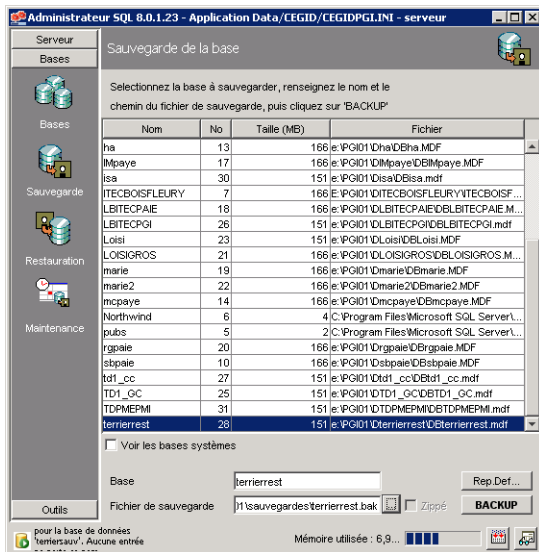 Administrateur SQL 8.0.1.23 - Application Data/CEGID/CEGIDPGI.INI - serveur
Serveur
Bases
Sauvegarde de la base
Selectionnez la base à sauvegarder, renseignez le nom et le
chemin du fichier de sauvegarde, puis cliquez sur 'BACKUP'
Bases
Sauvegarde
Restauration
Maintenance
Nom No Taille (MB) Fichier
ha 13 166 e:\PGI01\Dha\DBha.MDF
IMpaye 17 166 e:\PGI01\DIMpaye\DBIMpaye.MDF
isa 30 151 e:\PGI01\Disa\DBisa.mdf
ITECBOISFLEURY 7 166 E:\PGI01\DITECBOISFLEURY\ITECBOISF...
LBITECPAIE 18 166 e:\PGI01\DLBITECPAIE\DBLBITECPAIE.M...
LBITECPGI 26 151 e:\PGI01\DLBITECPGI\DBLBITECPGI.mdf
Loisi 23 151 e:\PGI01\DLoisi\DBLoisi.MDF
LOISIGROS 21 166 e:\PGI01\DLOISIGROS\DBLOISIGROS.M...
marie 19 166 e:\PGI01\Dmarie\DBmarie.MDF
marie2 22 166 e:\PGI01\Dmarie2\DBmarie2.MDF
mcpaye 14 166 e:\PGI01\Dmcpaye\DBmcpaye.MDF
Northwind 6 4 C:\Program Files\Microsoft SQL Server\...
pubs 5 2 C:\Program Files\Microsoft SQL Server\...
rgpaie 20 166 e:\PGI01\Drgpaie\DBrgpaie.MDF
sbpaie 10 166 e:\PGI01\Dsbpaie\DBsbpaie.MDF
td1_cc 27 151 e:\PGI01\Dtd1_cc\DBtd1_cc.mdf
TD1_GC 25 151 e:\PGI01\DTD1_GC\DBTD1_GC.mdf
TDPMEPMI 31 151 e:\PGI01\DTDPMEPMI\DBTDPMEPMI.mdf
terrierrest 28 151 e:\PGI01\Dterrierrest\DBterrierrest.mdf
Voir les bases systèmes
Base terrierrest Rep.Def...
Fichier de sauvegarde 01\sauvegardes\terrierrest.bak ... Zippé BACKUP
Outils
pour la base de données
'terriersauv'. Aucune entrée
Mémoire utilisée : 6,9...